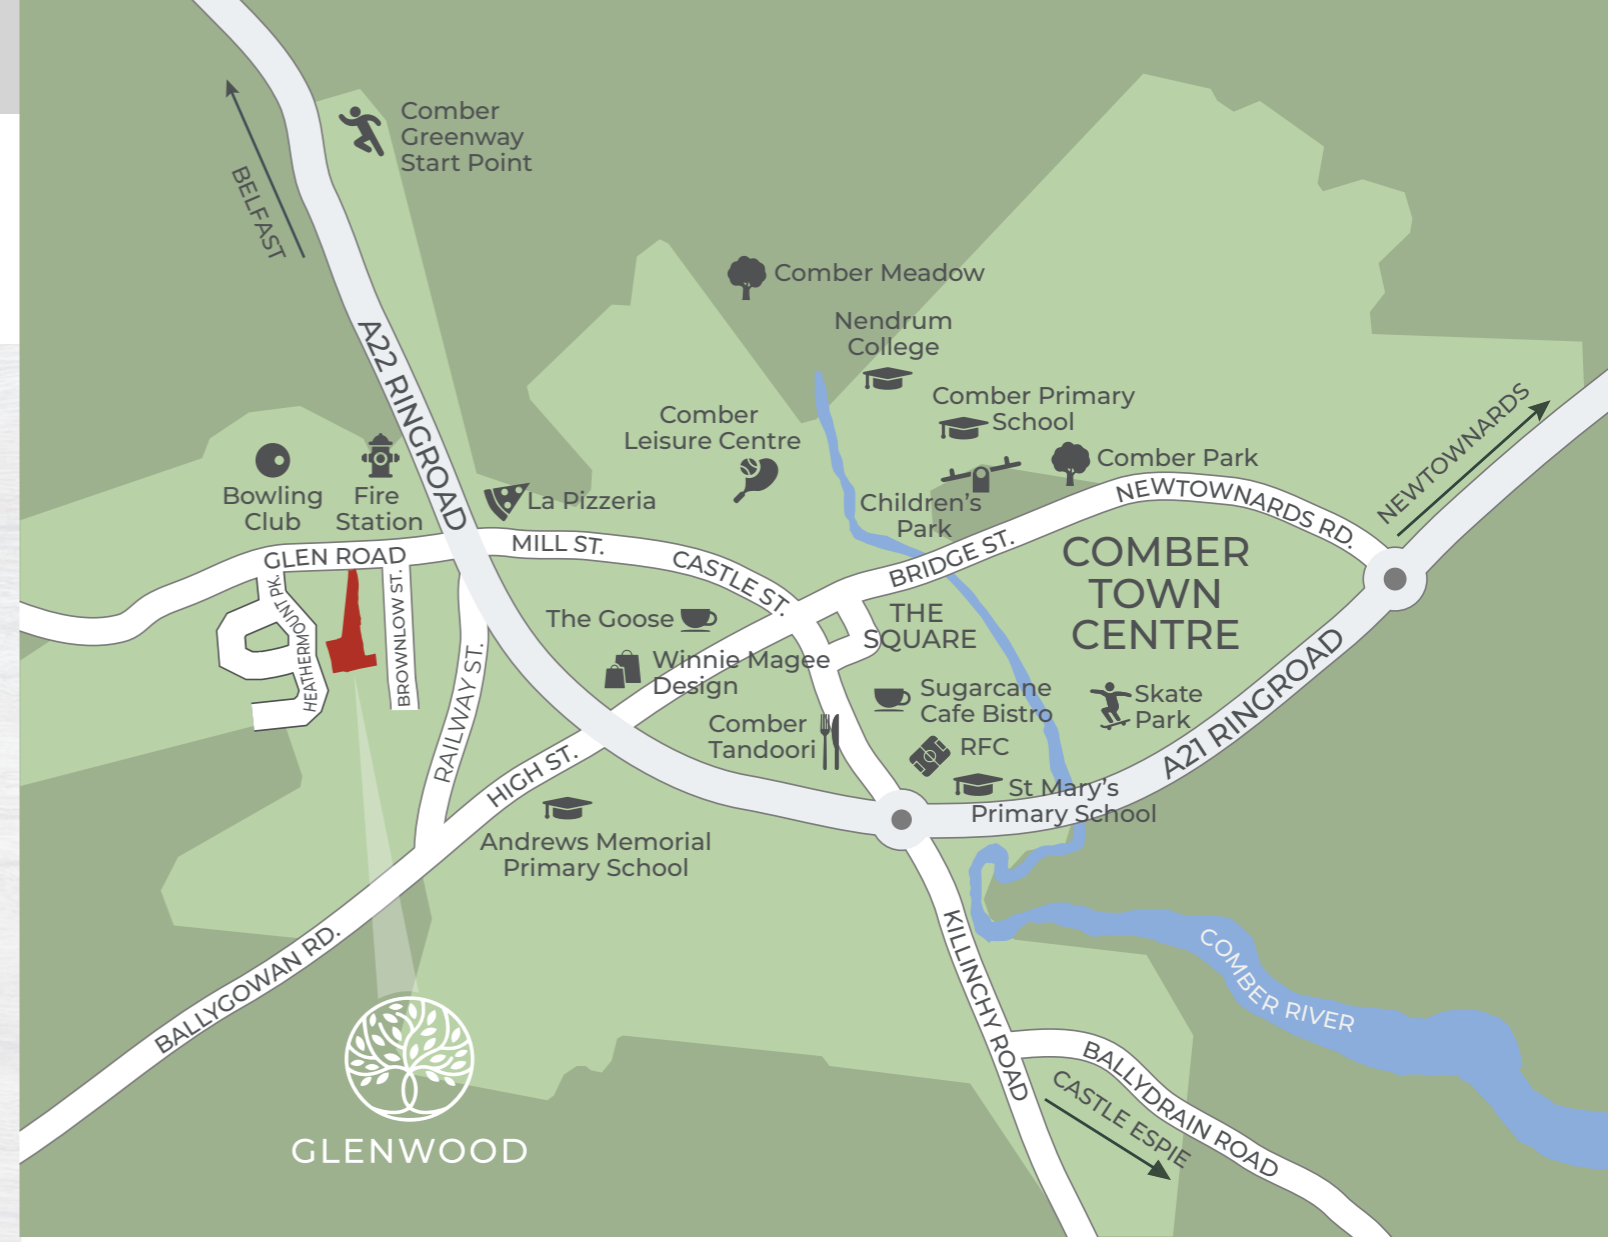 Comber
Greenway
Start Point
BELFAST
A22 RINGROAD
Comber Meadow
Nendrum
College
Comber Primary
School
Comber
Leisure Centre
Comber Park
Children's
Park
NEWTOWNARDS
NEWTOWNARDS RD.
Bowling
Club
Fire
Station
La Pizzeria
GLEN ROAD
MILL ST.
CASTLE ST.
BRIDGE ST.
COMBER
TOWN
CENTRE
THE
SQUARE
HEATHERMOUNT PK.
BROWNLOW ST.
RAILWAY ST.
The Goose
Winnie Magee
Design
Sugarcane
Cafe Bistro
Skate
Park
Comber
Tandoori
RFC
A21 RINGROAD
HIGH ST.
St Mary's
Primary School
Andrews Memorial
Primary School
BALLYGOWAN RD.
KILLINCHY ROAD
COMBER RIVER
BALLYDRAIN ROAD
CASTLE ESPIE
GLENWOOD